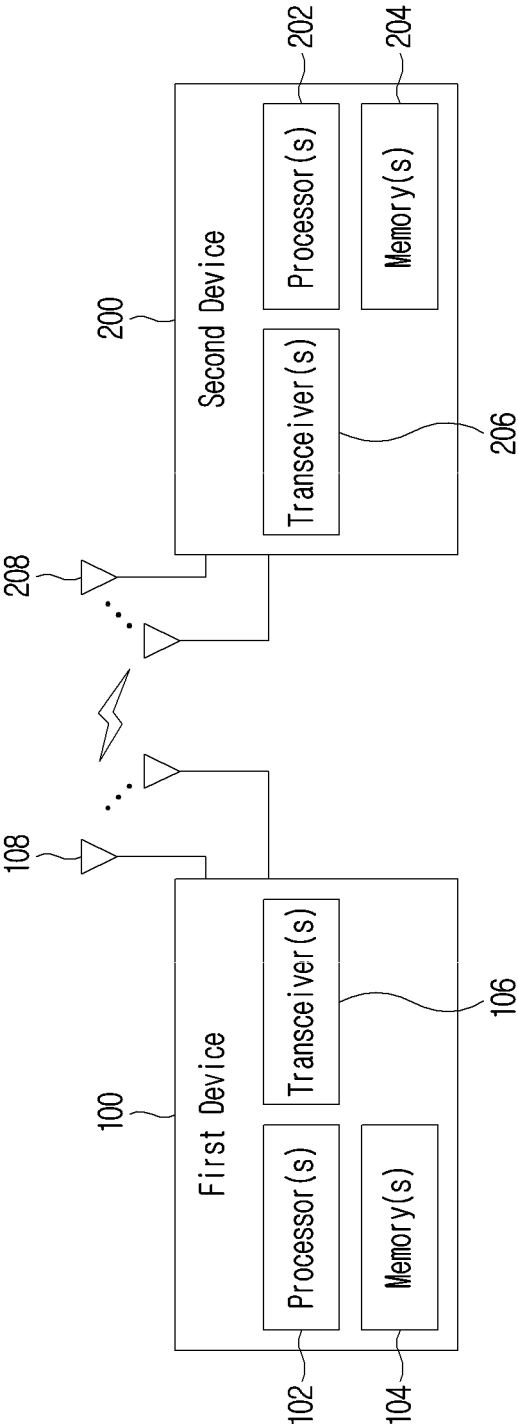 100
108
208
200
First Device
Second Device
102
Processor(s)
Transceiver(s)
Transceiver(s)
Processor(s)
202
104
Memory(s)
Memory(s)
204
106
206